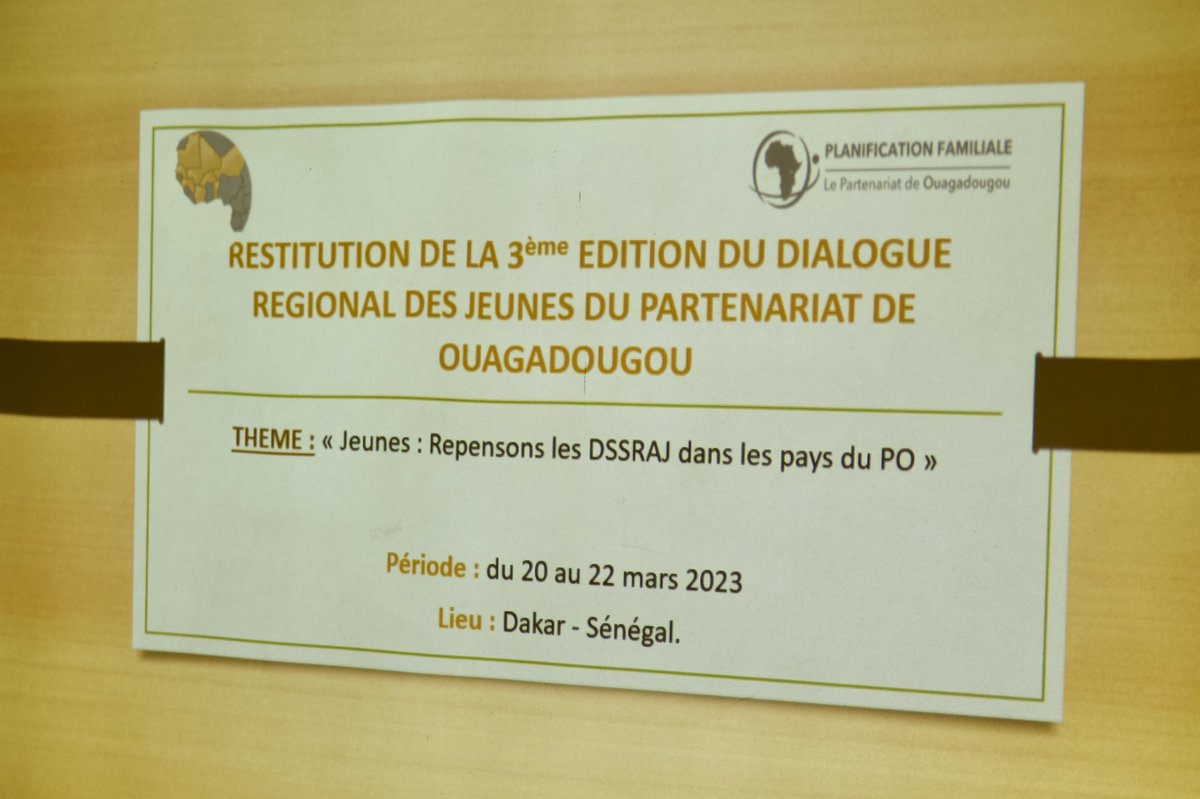 PLANIFICATION FAMILIALE
Le Partenariat de Ouagadougou
RESTITUTION DE LA 3ème EDITION DU DIALOGUE
REGIONAL DES JEUNES DU PARTENARIAT DE
OUAGADOUGOU
THEME : « Jeunes : Repensons les DSSRAJ dans les pays du PO »
Période : du 20 au 22 mars 2023
Lieu : Dakar - Sénégal.